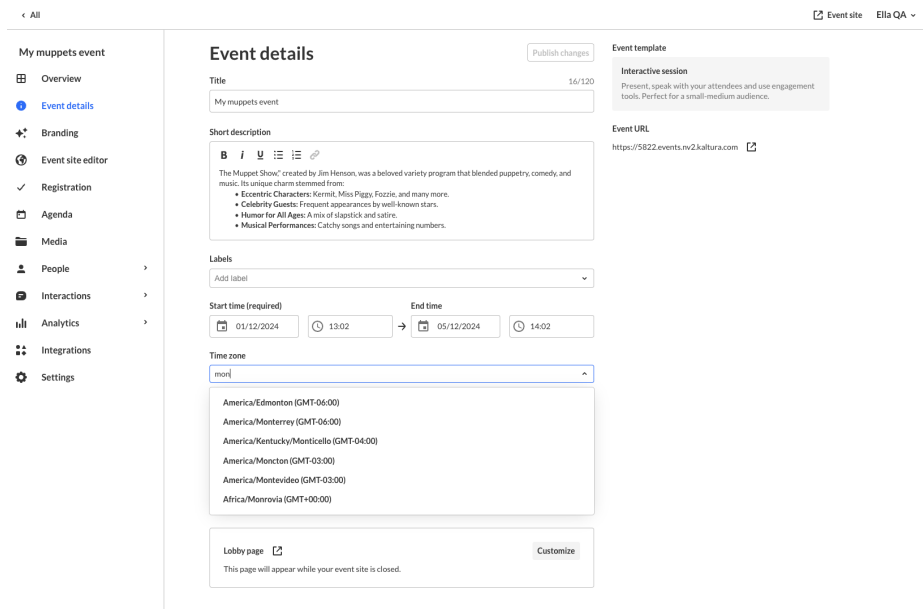 All
Event site
Ella QA
My muppets event
Overview
Event details
Branding
Event site editor
Registration
Agenda
Media
People
Interactions
Analytics
Integrations
Settings
Event details
Publish changes
Title
16/120
My muppets event
Short description
B i U
The Muppet Show," created by Jim Henson, was a beloved variety program that blended puppetry, comedy, and
music. Its unique charm stemmed from:
• Eccentric Characters: Kermit, Miss Piggy, Fozzie, and many more.
• Celebrity Guests: Frequent appearances by well-known stars.
• Humor for All Ages: A mix of slapstick and satire.
• Musical Performances: Catchy songs and entertaining numbers.
Labels
Add label
Start time (required)
End time
01/12/2024
13:02
05/12/2024
14:02
Time zone
mon
America/Edmonton (GMT-06:00)
America/Monterrey (GMT-06:00)
America/Kentucky/Monticello (GMT-04:00)
America/Moncton (GMT-03:00)
America/Montevideo (GMT-03:00)
Africa/Monrovia (GMT+00:00)
Lobby page
Customize
This page will appear while your event site is closed.
Event template
Interactive session
Present, speak with your attendees and use engagement
tools. Perfect for a small-medium audience.
Event URL
https://5822.events.nv2.kaltura.com